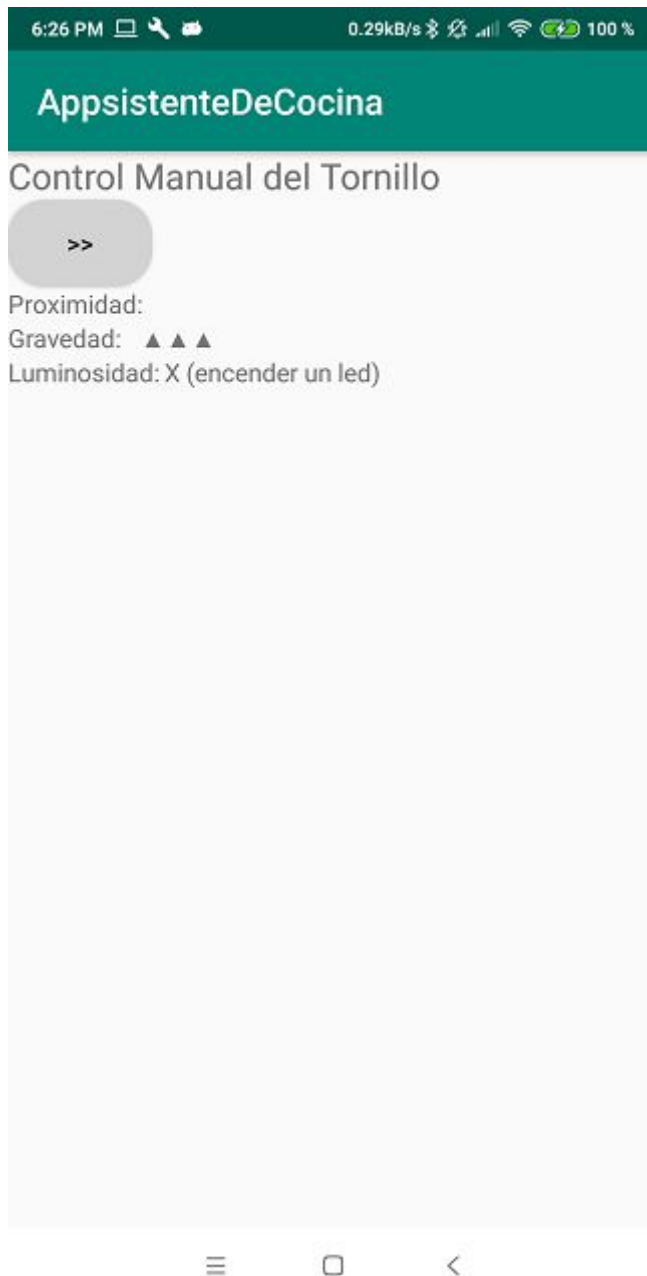 6:26 PM 0.29kB/s 100 %
AppsistenteDeCocina
Control Manual del Tornillo
>>
Proximidad:
Gravedad: ▲ ▲ ▲
Luminosidad: X (encender un led)